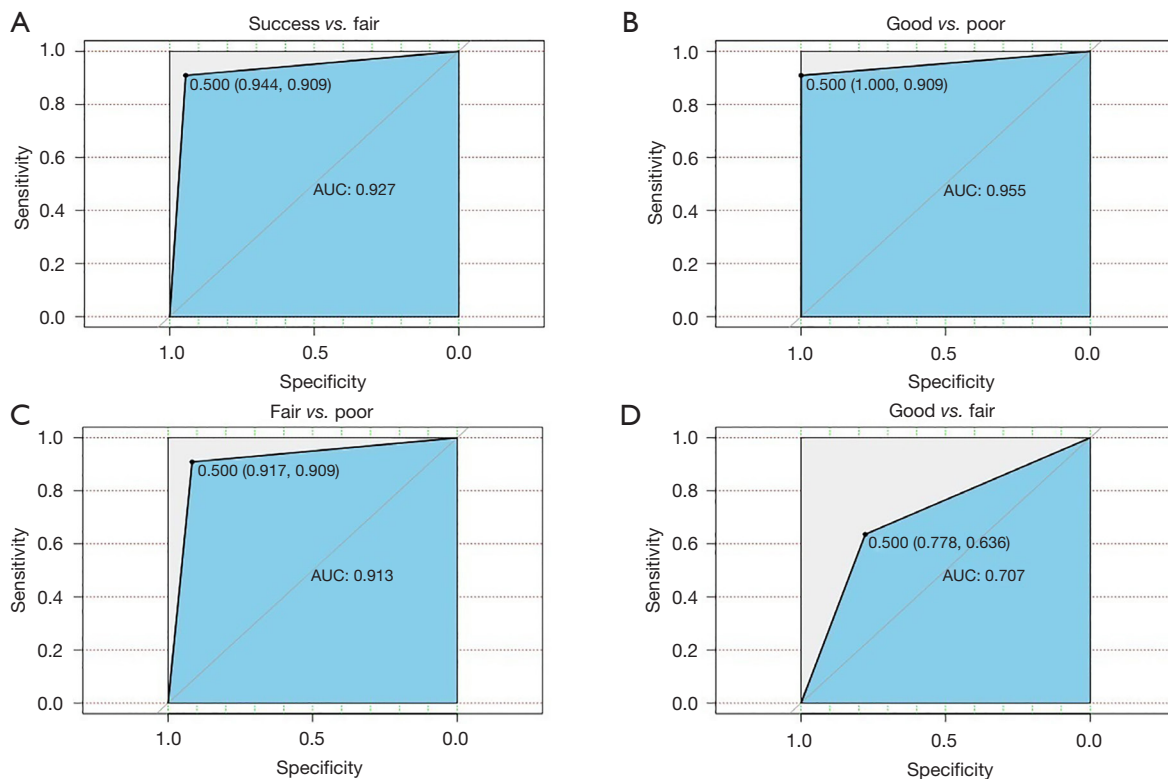 A
Success vs. fair
1.0
0.8
0.6
0.4
0.2
0.0
Sensitivity
0.500 (0.944, 0.909)
AUC: 0.927
1.0 0.5 0.0
Specificity
B
Good vs. poor
1.0
0.8
0.6
0.4
0.2
0.0
Sensitivity
0.500 (1.000, 0.909)
AUC: 0.955
1.0 0.5 0.0
Specificity
C
Fair vs. poor
1.0
0.8
0.6
0.4
0.2
0.0
Sensitivity
0.500 (0.917, 0.909)
AUC: 0.913
1.0 0.5 0.0
Specificity
D
Good vs. fair
1.0
0.8
0.6
0.4
0.2
0.0
Sensitivity
0.500 (0.778, 0.636)
AUC: 0.707
1.0 0.5 0.0
Specificity